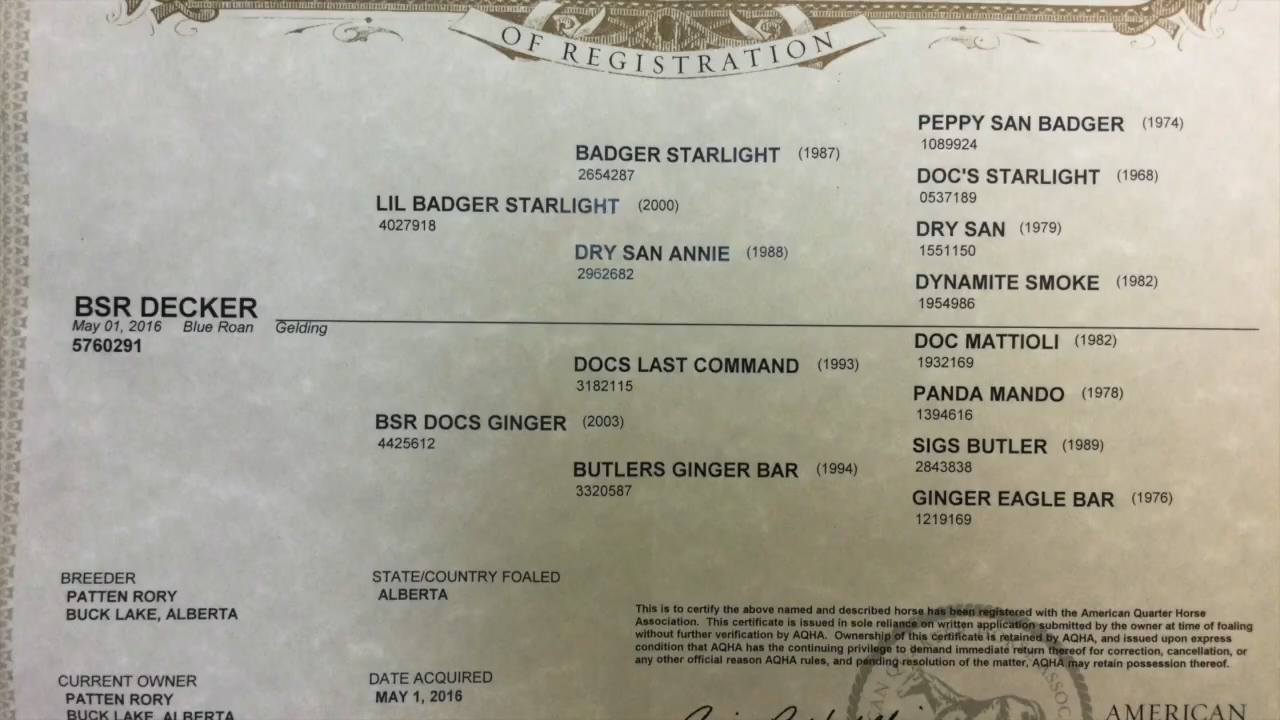 OF REGISTRATION
PEPPY SAN BADGER (1974)
1089924
BADGER STARLIGHT (1987)
2654287
DOC'S STARLIGHT (1968)
0537189
LIL BADGER STARLIGHT (2000)
4027918
DRY SAN (1979)
1551150
DRY SAN ANNIE (1988)
2962682
DYNAMITE SMOKE (1982)
1954986
BSR DECKER
May 01, 2016 Blue Roan Gelding
5760291
DOC MATTIOLI (1982)
1932169
DOCS LAST COMMAND (1993)
3182115
PANDA MANDO (1978)
1394616
BSR DOCS GINGER (2003)
4425612
SIGS BUTLER (1989)
2843838
BUTLERS GINGER BAR (1994)
3320587
GINGER EAGLE BAR (1976)
1219169
BREEDER
PATTEN RORY
BUCK LAKE, ALBERTA
STATE/COUNTRY FOALED
ALBERTA
This is to certify the above named and described horse has been registered with the American Quarter Horse
Association. This certificate is issued in sole reliance on written application submitted by the owner at time of foaling
without further verification by AQHA. Ownership of this certificate is retained by AQHA, and issued upon express
condition that AQHA has the continuing privilege to demand immediate return thereof for correction, cancellation, or
any other official reason AQHA rules, and pending resolution of the matter, AQHA may retain possession thereof.
CURRENT OWNER
PATTEN RORY
BUCK LAKE, ALBERTA
DATE ACQUIRED
MAY 1, 2016
AMERICAN